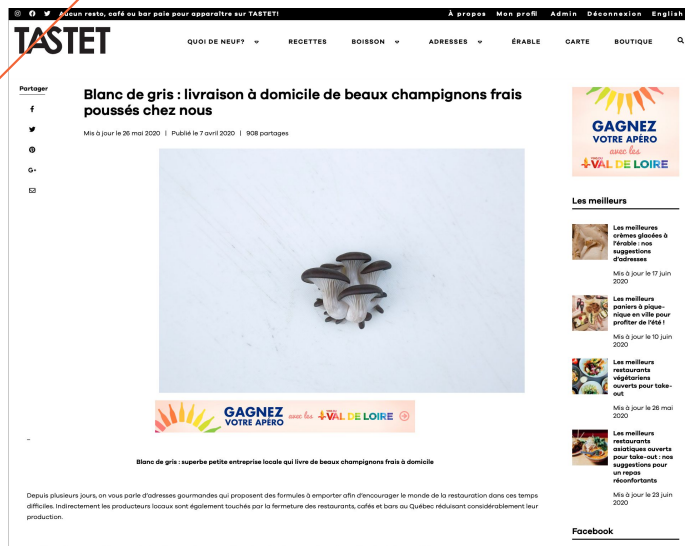 Aucun resto, café ou bar paie pour apparaître sur TASTET!
À propos Mon profil Admin Déconnexion English
TASTET
QUOI DE NEUF? RECETTES BOISSON ADRESSES ÉRABLE CARTE BOUTIQUE
Partager
Blanc de gris : livraison à domicile de beaux champignons frais
poussés chez nous
Mis à jour le 26 mai 2020 | Publié le 7 avril 2020 | 908 partages
G+
GAGNEZ
VOTRE APÉRO
avec les
VAL DE LOIRE
Les meilleurs
Les meilleures
crèmes glacées à
l'érable : nos
suggestions
d'adresses
Mis à jour le 17 juin
2020
Les meilleurs
paniers à pique-
nique en ville pour
profiter de l'été !
Mis à jour le 10 juin
2020
Les meilleurs
restaurants
végétariens
ouverts pour take-
out
Mis à jour le 26 mai
2020
Les meilleurs
restaurants
asiatiques ouverts
pour take-out : nos
suggestions pour
un repas
réconfortants
Mis à jour le 23 juin
2020
Facebook
GAGNEZ
VOTRE APÉRO
avec les VAL DE LOIRE
–
Blanc de gris : superbe petite entreprise locale qui livre de beaux champignons frais à domicile
Depuis plusieurs jours, on vous parle d'adresses gourmandes qui proposent des formules à emporter afin d'encourager le monde de la restauration dans ces temps
difficiles. Indirectement les producteurs locaux sont également touchés par la fermeture des restaurants, cafés et bars au Québec réduisant considérablement leur
production.